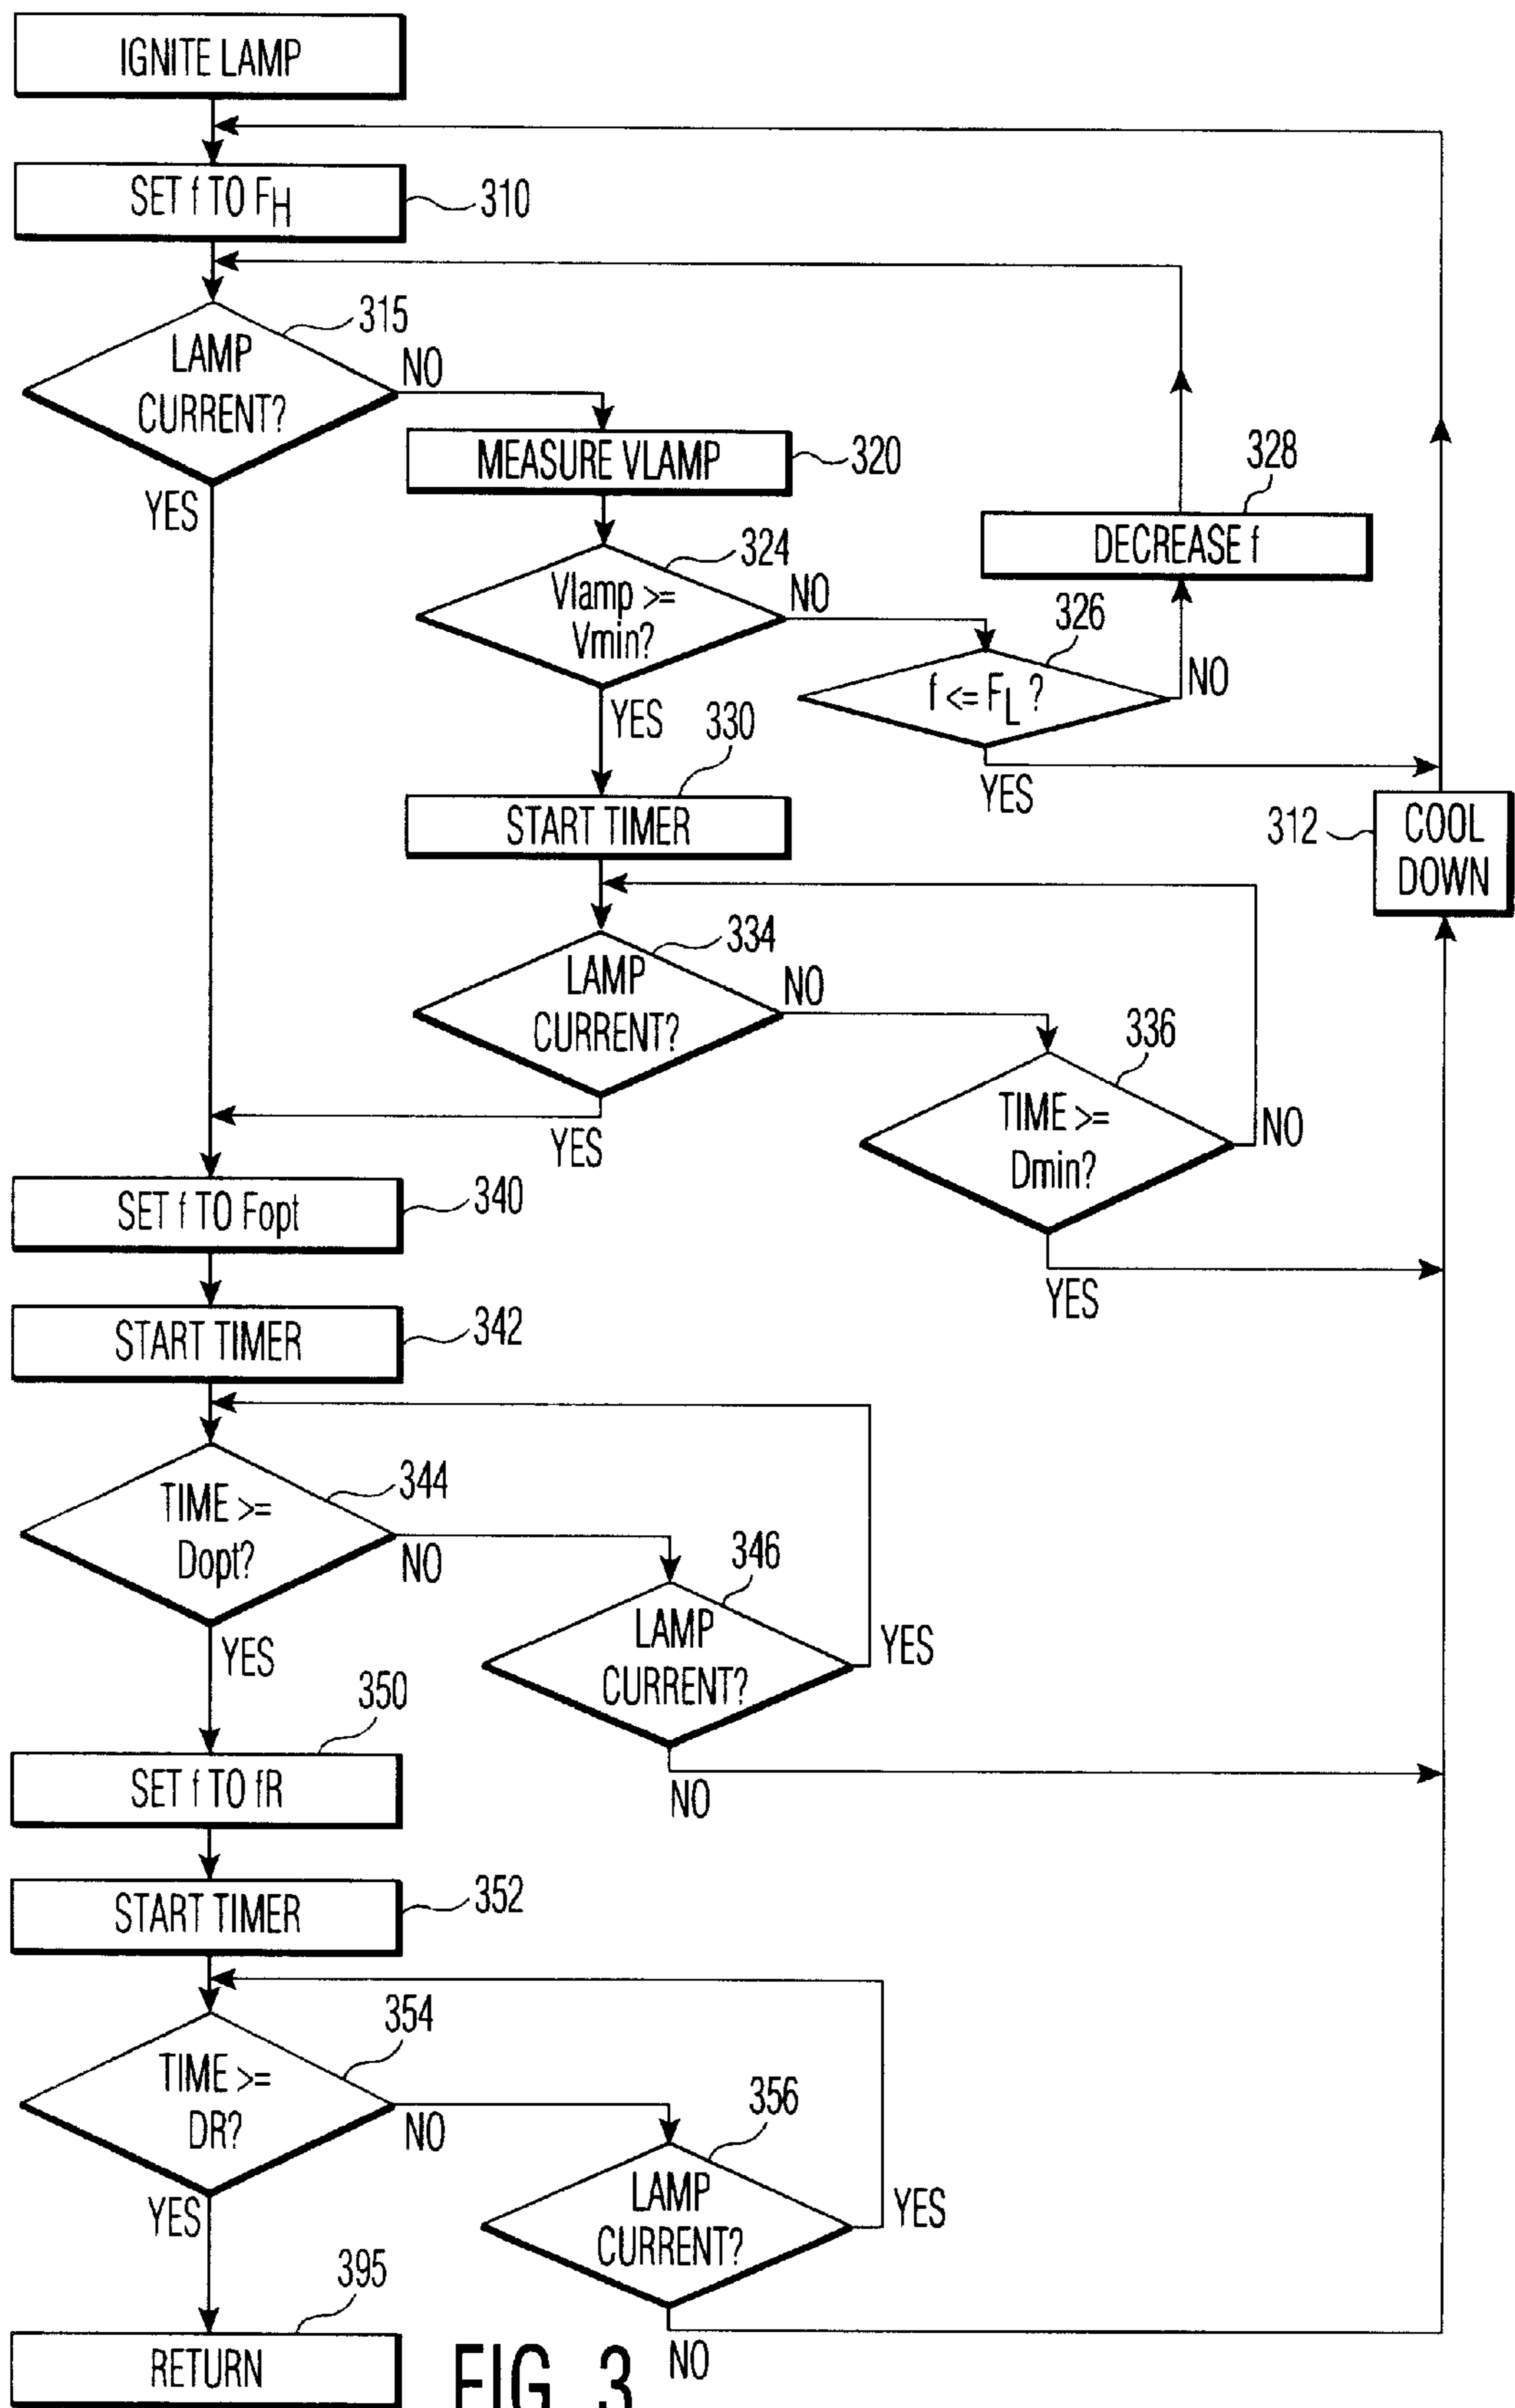 IGNITE LAMP
SET f TO FH
310
315
LAMP
CURRENT?
NO
YES
MEASURE VLAMP
320
328
DECREASE f
324
Vlamp >=
Vmin?
NO
326
f <= FL ?
NO
YES
YES
330
START TIMER
312
COOL
DOWN
334
LAMP
CURRENT?
NO
336
TIME >=
Dmin?
NO
YES
YES
SET f TO Fopt
340
START TIMER
342
344
TIME >=
Dopt?
NO
346
LAMP
CURRENT?
YES
YES
NO
350
SET f TO fR
START TIMER
352
354
TIME >=
DR?
NO
356
LAMP
CURRENT?
YES
YES
NO
395
RETURN
FIG. 3